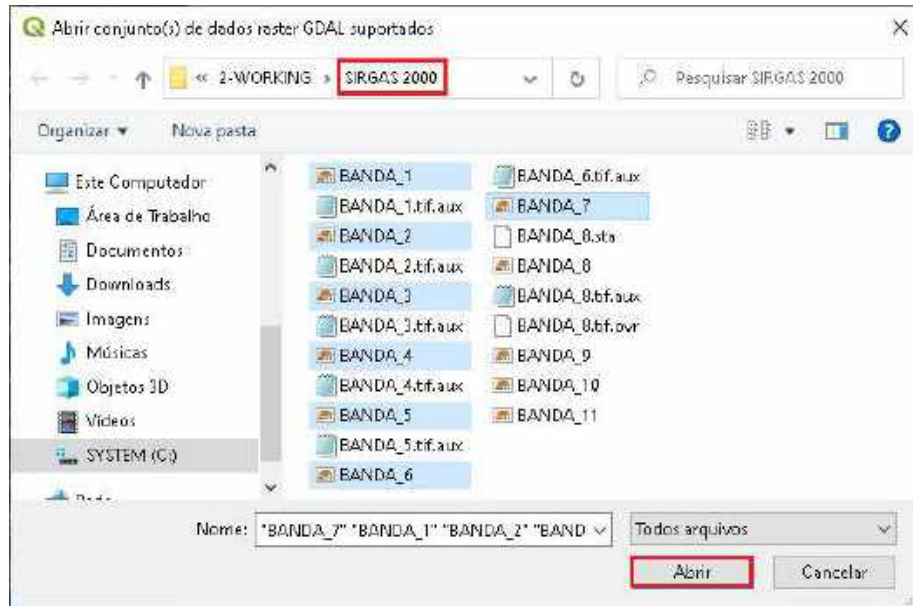 Abrir conjunto(s) de dados raster GDAL suportados
« 2-WORKING › SIRGAS 2000
Pesquisar SIRGAS 2000
Organizar
Nova pasta
Este Computador
Área de Trabalho
Documentos
Downloads
Imagens
Músicas
Objetos 3D
Vídeos
SYSTEM (C:)
BANDA_1
BANDA_1.tif.aux
BANDA_2
BANDA_2.tif.aux
BANDA_3
BANDA_3.tif.aux
BANDA_4
BANDA_4.tif.aux
BANDA_5
BANDA_5.tif.aux
BANDA_6
BANDA_6.tif.aux
BANDA_7
BANDA_8.sta
BANDA_8
BANDA_8.tif.aux
BANDA_8.tif.ovr
BANDA_9
BANDA_10
BANDA_11
Nome: "BANDA_7" "BANDA_1" "BANDA_2" "BAND
Todos arquivos
Abrir
Cancelar